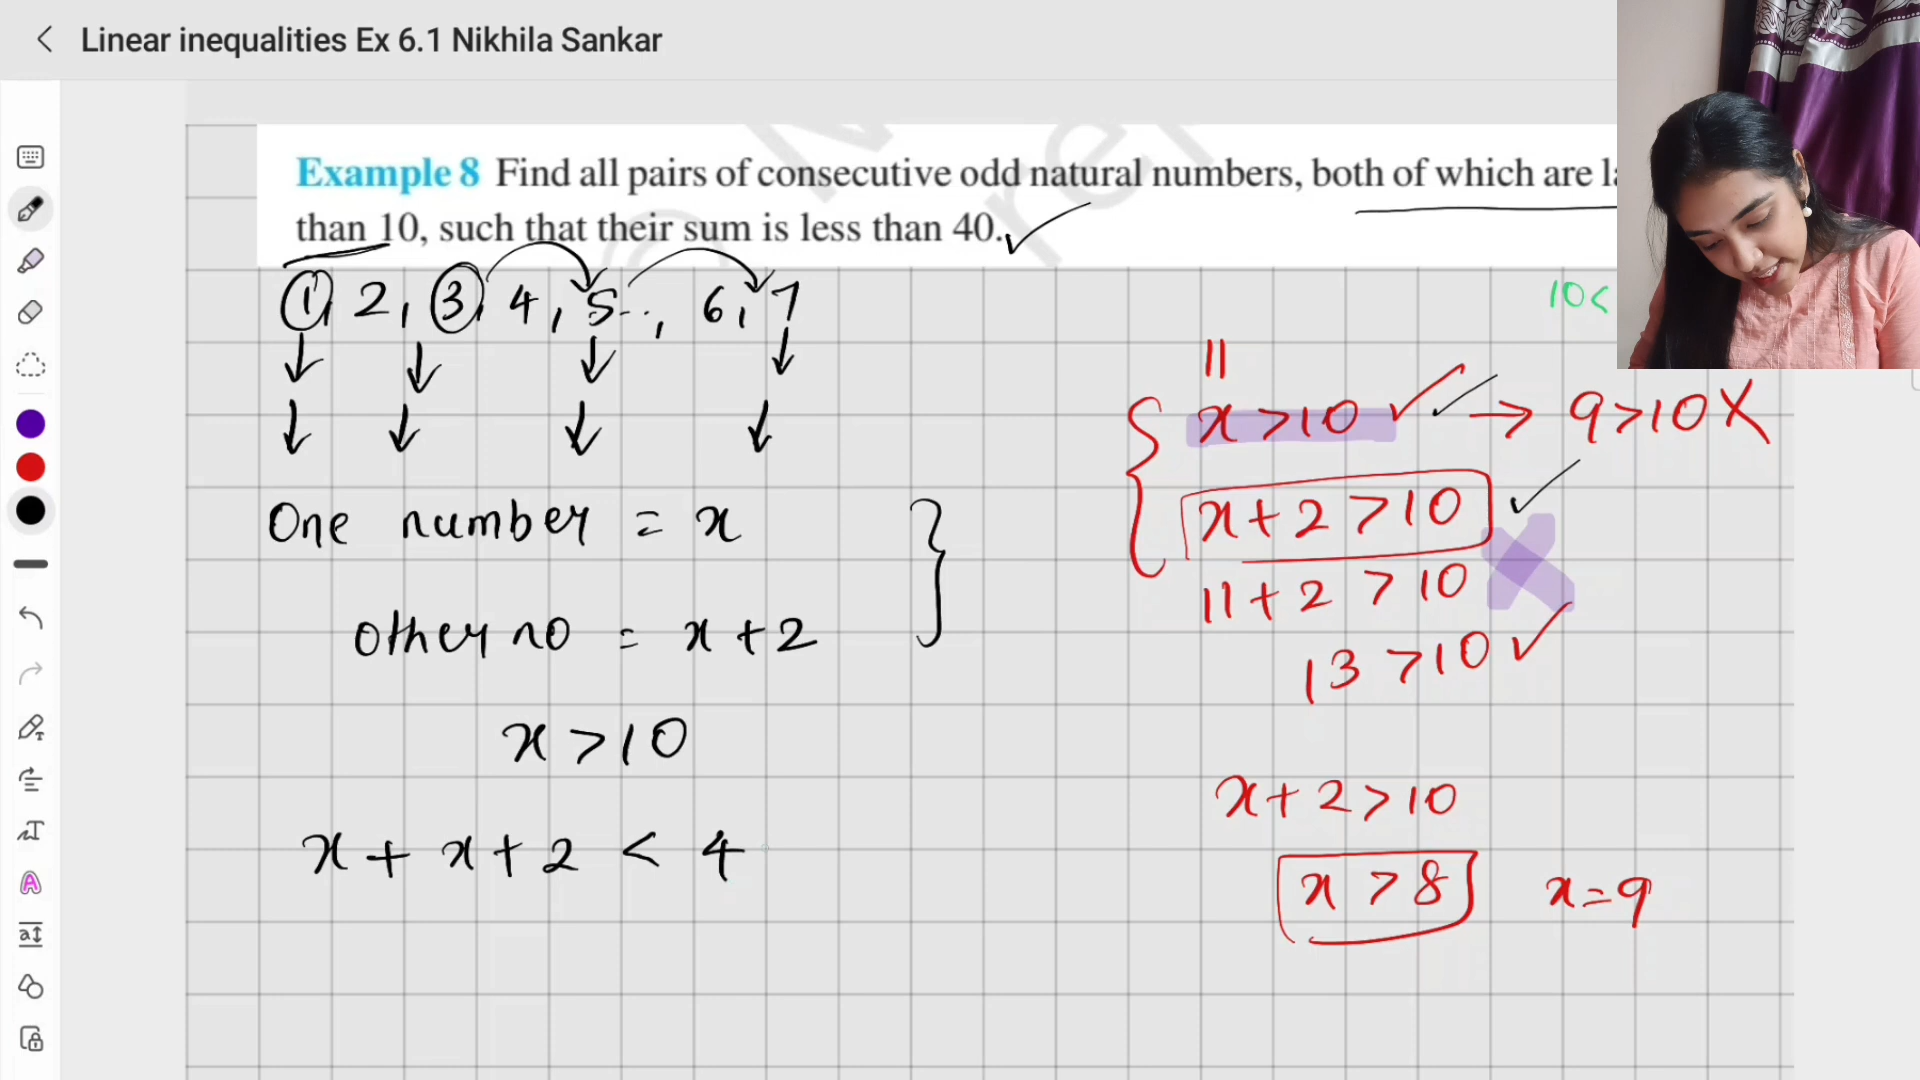 Linear inequalities Ex 6.1 Nikhila Sankar
Example 8 Find all pairs of consecutive odd natural numbers, both of which are la
than 10, such that their sum is less than 40.
1, 2, 3, 4, 5.., 6, 7
10<
11
x>10 → 9>10X
x+2>10
One number = x
11+2 >10
other no = x+2
13 >10
x>10
x+2>10
x + x+2 < 4
x >8 x=9